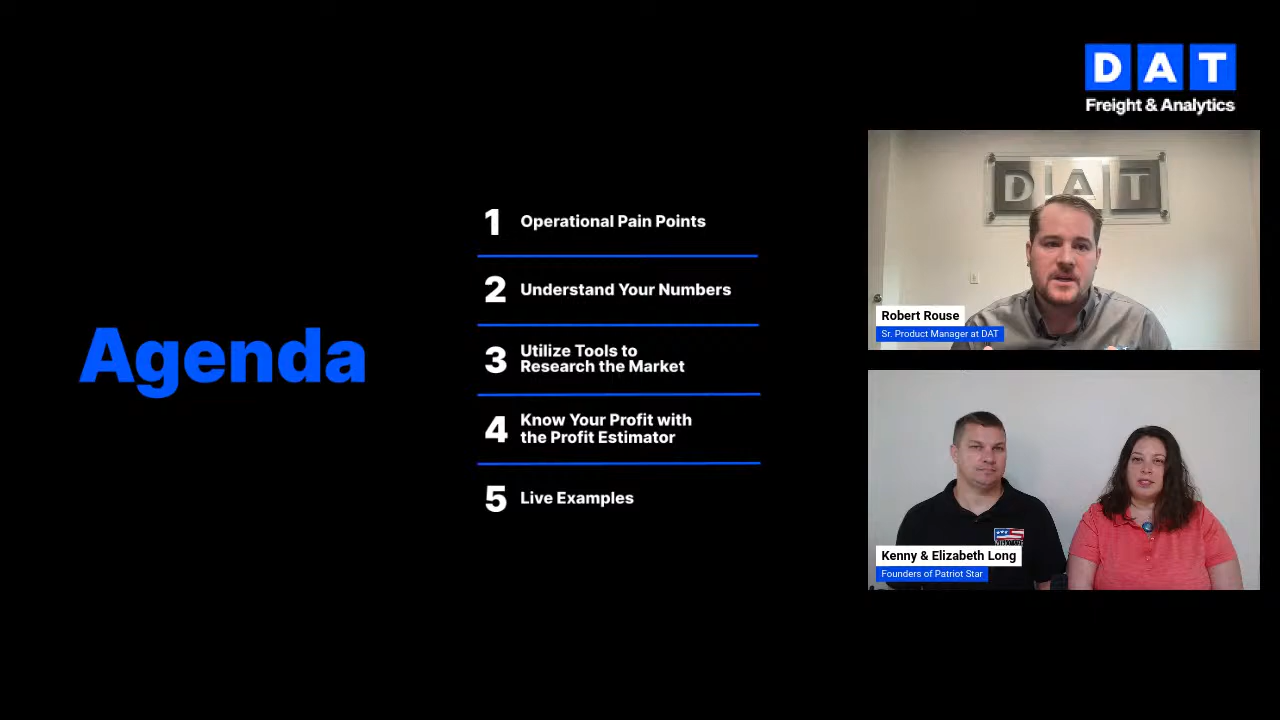 DAT
Freight & Analytics
DAT
Agenda
1 Operational Pain Points
2 Understand Your Numbers
3 Utilize Tools to
Research the Market
4 Know Your Profit with
the Profit Estimator
5 Live Examples
Robert Rouse
Sr. Product Manager at DAT
Kenny & Elizabeth Long
Founders of Patriot Star